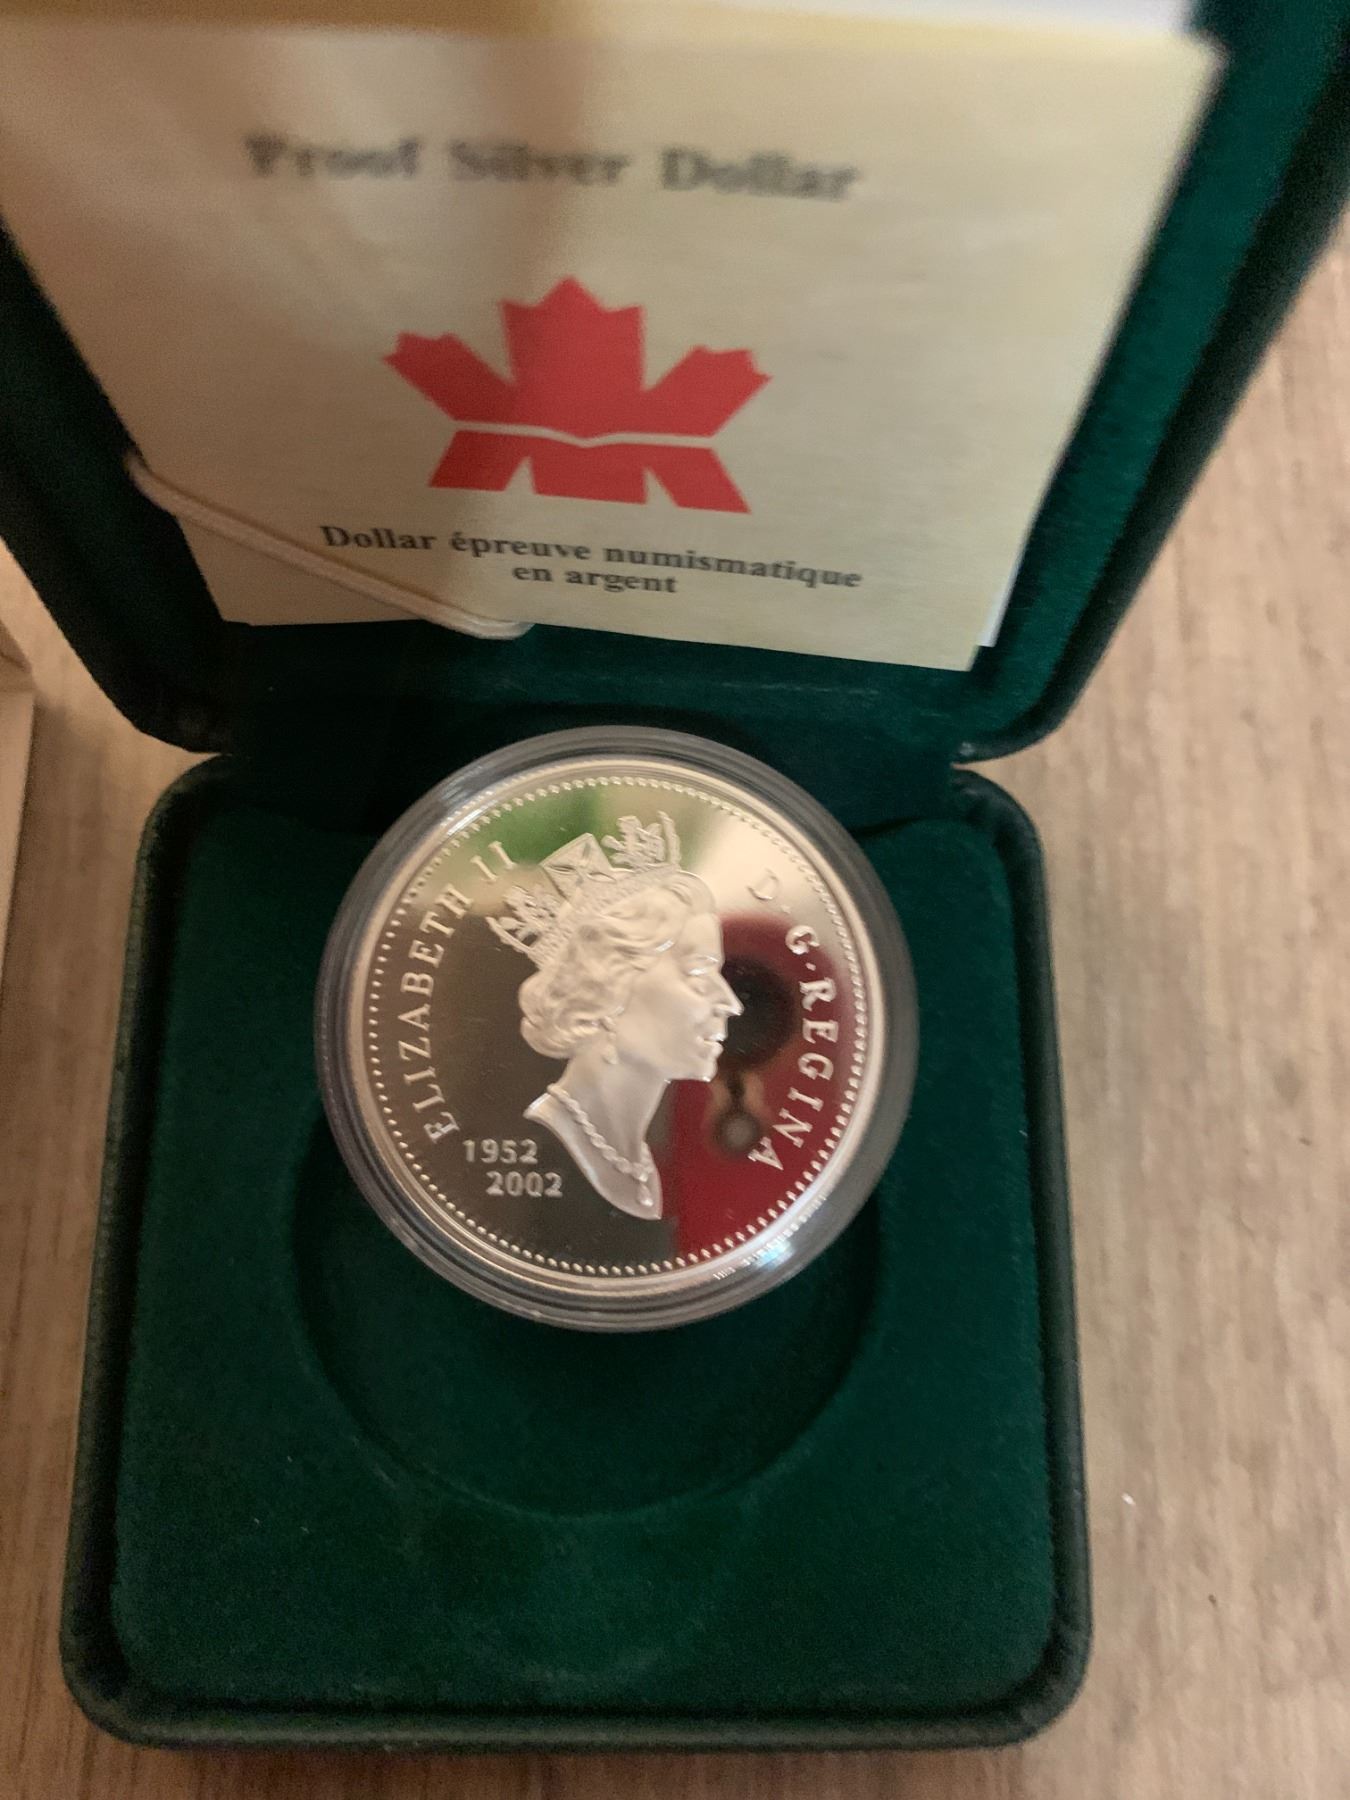 Proof Silver Dollar
Dollar épreuve numismatique
en argent
ELIZABETH II
D·G·REGINA
1952
2002